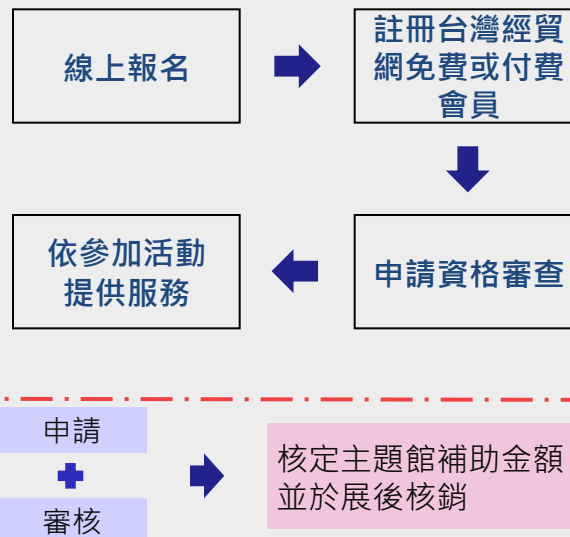 線上報名
註冊台灣經貿
網免費或付費
會員
依參加活動
提供服務
申請資格審查
申請
審核
核定主題館補助金額
並於展後核銷